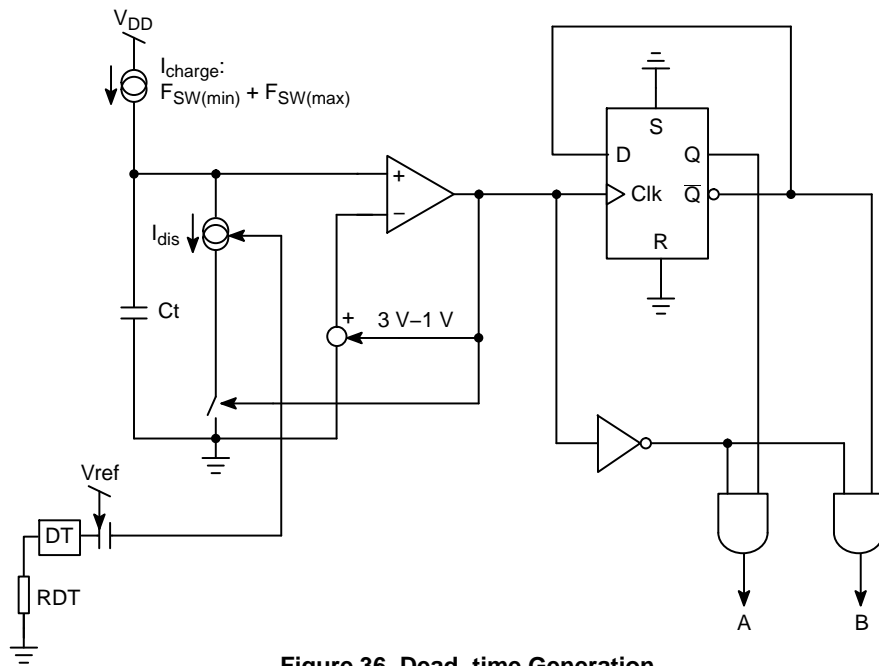 VDD
Icharge:
FSW(min) + FSW(max)
S
D
Q
+
Clk
Q̅
−
Idis
R
Ct
+
3 V–1 V
Vref
DT
RDT
A
B
Figure 36. Dead−time Generation